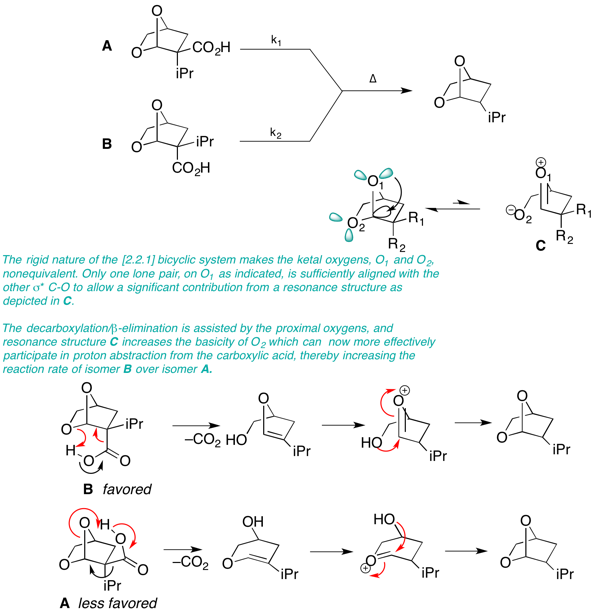 O
A
O
CO₂H
iPr
k₁
Δ
O
O
iPr
O
B
O
iPr
CO₂H
k₂
O₁
O₂
R₁
R₂
⊕
O₁
⊖
O₂
R₁
R₂
C
The rigid nature of the [2.2.1] bicyclic system makes the ketal oxygens, O₁ and O₂,
nonequivalent. Only one lone pair, on O₁ as indicated, is sufficiently aligned with the
other σ* C-O to allow a significant contribution from a resonance structure as
depicted in C.
The decarboxylation/β-elimination is assisted by the proximal oxygens, and
resonance structure C increases the basicity of O₂ which can now more effectively
participate in proton abstraction from the carboxylic acid, thereby increasing the
reaction rate of isomer B over isomer A.
O
O
iPr
H
O
O
B favored
–CO₂
O
HO
iPr
⊕
O
HO
iPr
O
O
iPr
O
H
O
O
O
iPr
A less favored
–CO₂
OH
O
iPr
HO
O
⊕
iPr
O
O
iPr